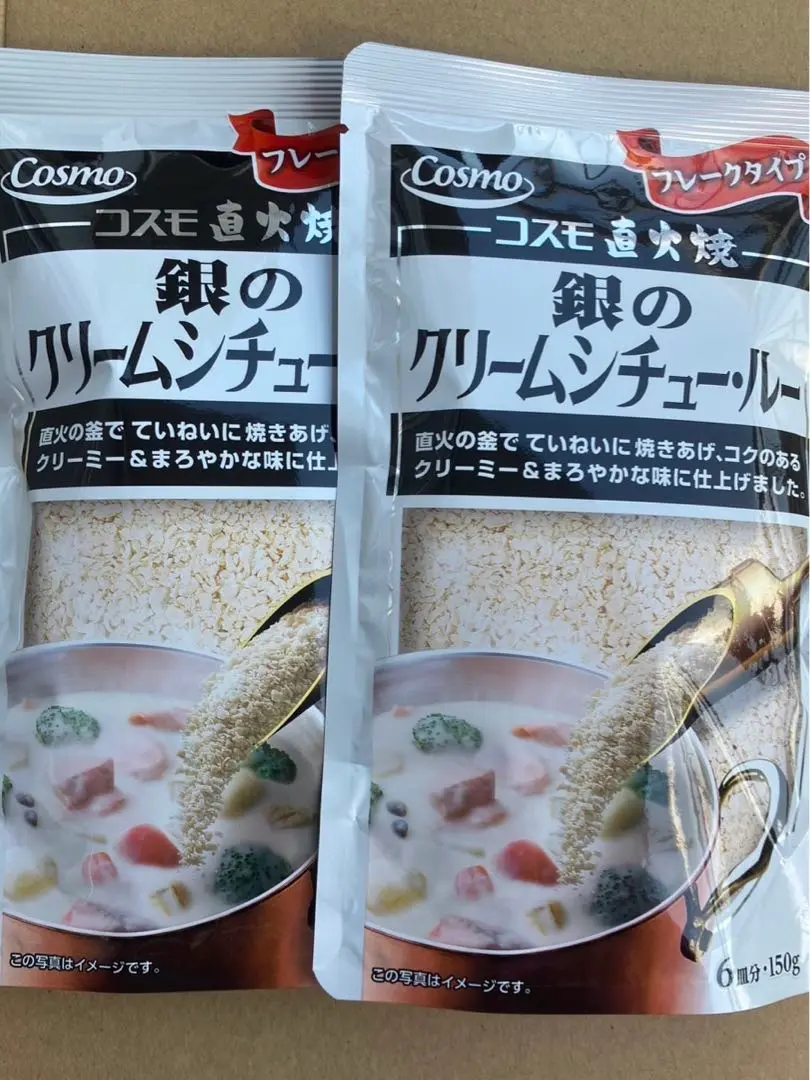 Cosmo
フレー
コスモ 直火焼
銀の
クリームシチュー
直火の釜で ていねいに焼きあげ、
クリーミー&まろやかな味に仕上
この写真はイメージです。
Cosmo
フレークタイプ
コスモ 直火焼
銀の
クリームシチュー・ルー
直火の釜で ていねいに焼きあげ、コクのある
クリーミー&まろやかな味に仕上げました。
この写真はイメージです。
6皿分・150g